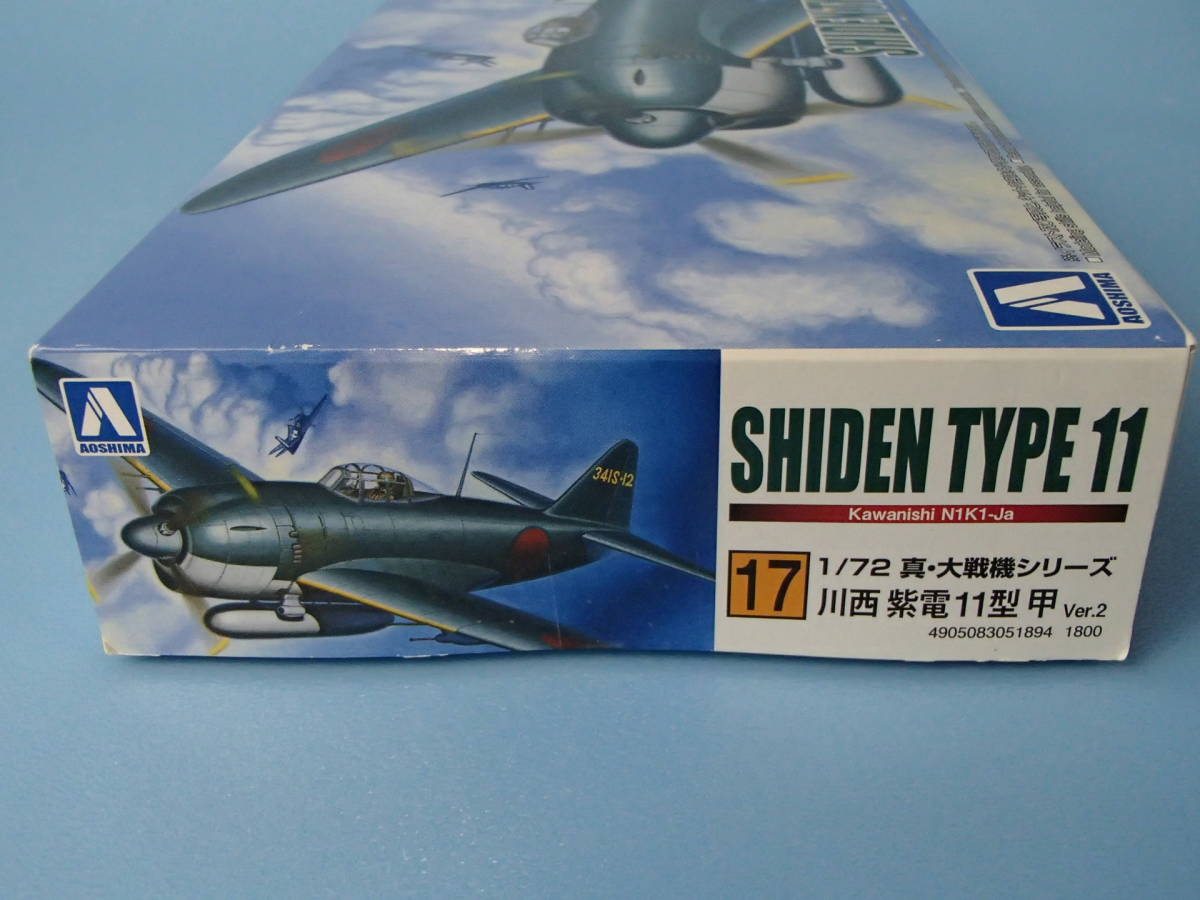 SHIDEN
AOSHIMA
AOSHIMA
341S-12
SHIDEN TYPE 11
Kawanishi N1K1-Ja
17
1/72 真・大戦機シリーズ
川西 紫電11型 甲 Ver.2
4905083051894 1800